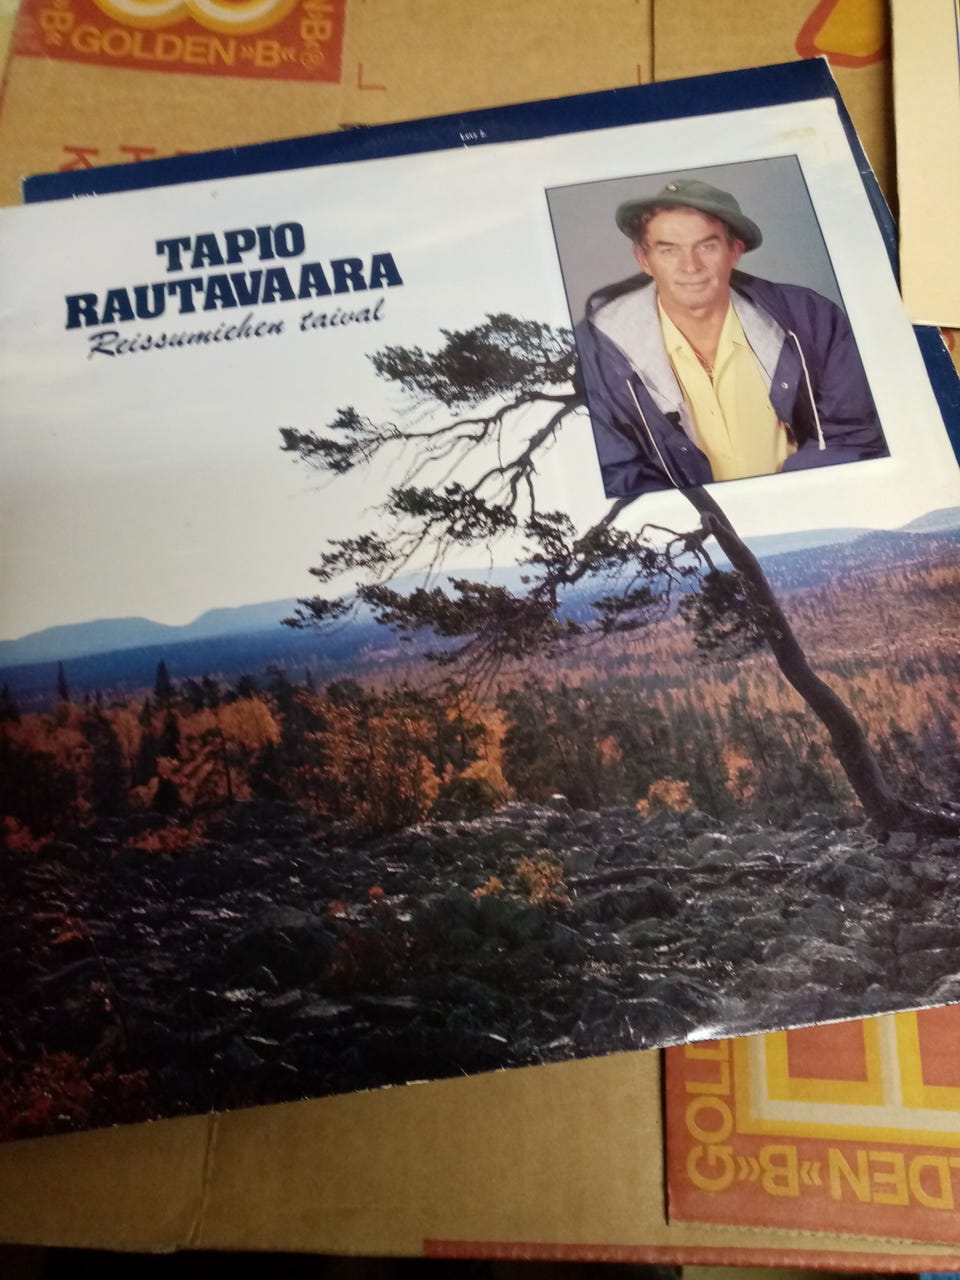 GOLDEN »B«
»B«
»B«
TAPIO
RAUTAVAARA
Reissumiehen taival
GOLDEN »B«